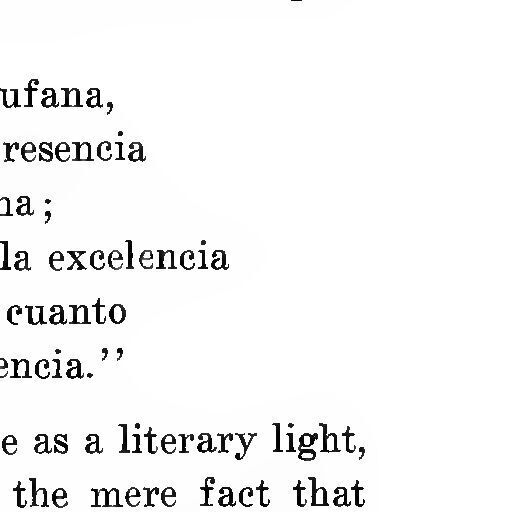 ufana,
resencia
na;
la excelencia
cuanto
encia.’’
e as a literary light,
the mere fact that